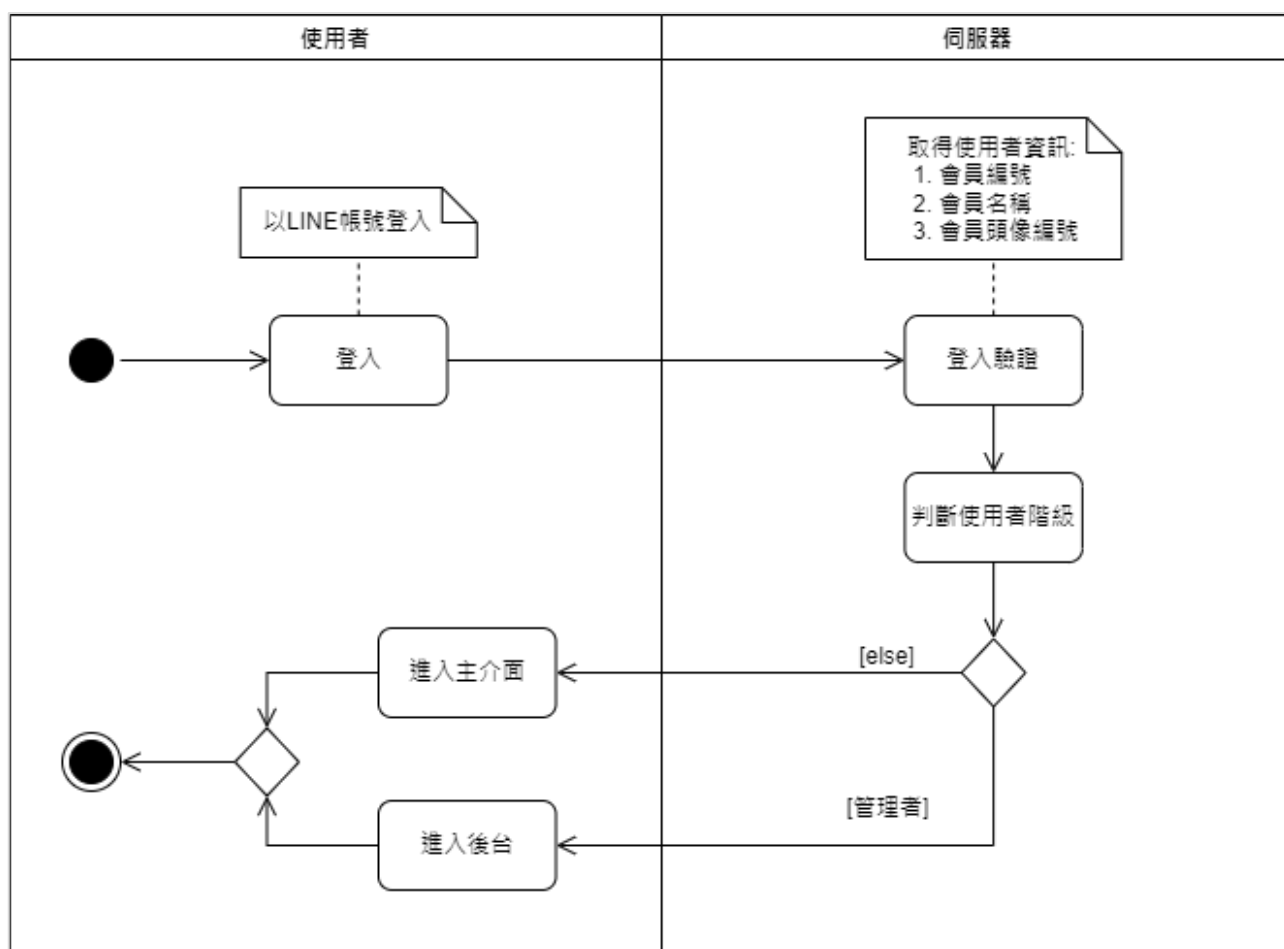 使用者
伺服器
取得使用者資訊:
1. 會員編號
2. 會員名稱
3. 會員頭像編號
以LINE帳號登入
登入
登入驗證
判斷使用者階級
進入主介面
[else]
[管理者]
進入後台